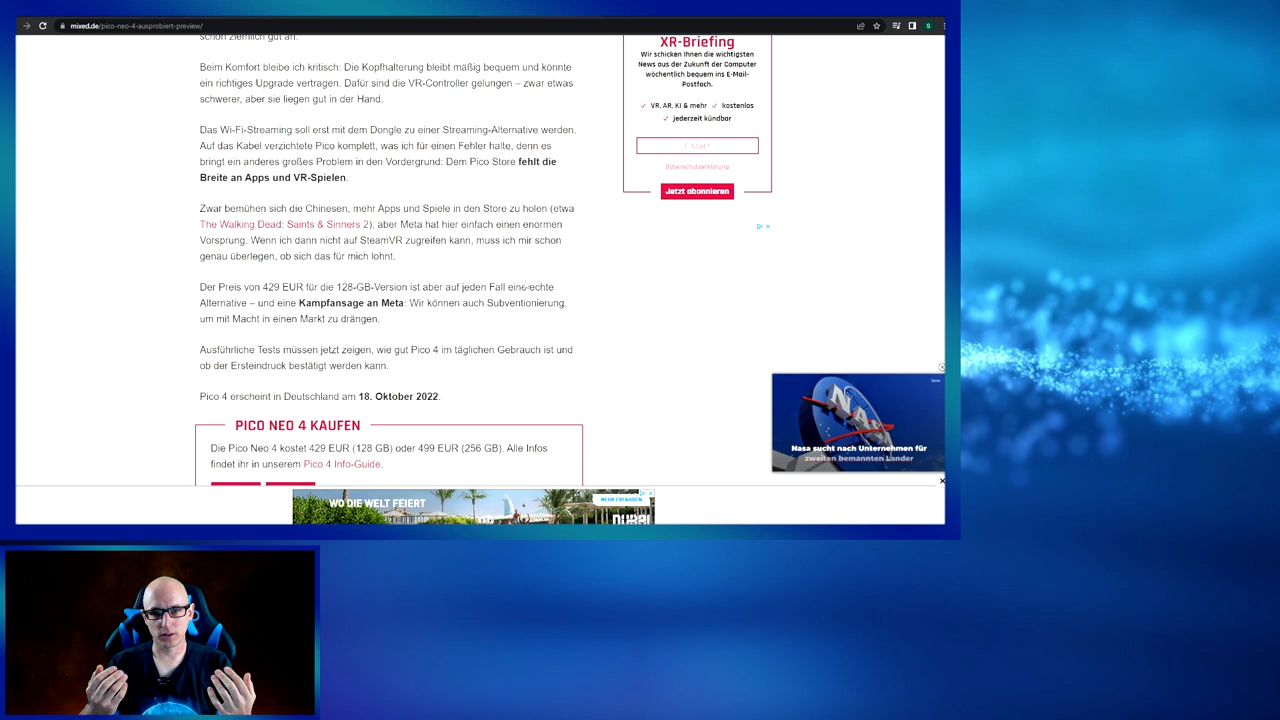 mixed.de/pico-neo-4-ausprobiert-preview/
S
schon ziemlich gut an.
Beim Komfort bleibe ich kritisch: Die Kopfhalterung bleibt mäßig bequem und könnte
ein richtiges Upgrade vertragen. Dafür sind die VR-Controller gelungen – zwar etwas
schwerer, aber sie liegen gut in der Hand.
Das Wi-Fi-Streaming soll erst mit dem Dongle zu einer Streaming-Alternative werden.
Auf das Kabel verzichtete Pico komplett, was ich für einen Fehler halte, denn es
bringt ein anderes großes Problem in den Vordergrund: Dem Pico Store fehlt die
Breite an Apps und VR-Spielen.
Zwar bemühen sich die Chinesen, mehr Apps und Spiele in den Store zu holen (etwa
The Walking Dead: Saints & Sinners 2), aber Meta hat hier einfach einen enormen
Vorsprung. Wenn ich dann nicht auf SteamVR zugreifen kann, muss ich mir schon
genau überlegen, ob sich das für mich lohnt.
Der Preis von 429 EUR für die 128-GB-Version ist aber auf jeden Fall eine echte
Alternative – und eine Kampfansage an Meta: Wir können auch Subventionierung,
um mit Macht in einen Markt zu drängen.
Ausführliche Tests müssen jetzt zeigen, wie gut Pico 4 im täglichen Gebrauch ist und
ob der Ersteindruck bestätigt werden kann.
Pico 4 erscheint in Deutschland am 18. Oktober 2022.
PICO NEO 4 KAUFEN
Die Pico Neo 4 kostet 429 EUR (128 GB) oder 499 EUR (256 GB). Alle Infos
findet ihr in unserem Pico 4 Info-Guide.
XR-Briefing
Wir schicken Ihnen die wichtigsten
News aus der Zukunft der Computer
wöchentlich bequem ins E-Mail-
Postfach.
VR, AR, KI & mehr kostenlos
jederzeit kündbar
E-Mail *
Datenschutzerklärung
Jetzt abonnieren
NASA
Nasa sucht nach Unternehmen für
zweiten bemannten Lander
WO DIE WELT FEIERT
MEHR ERFAHREN
DUBAI